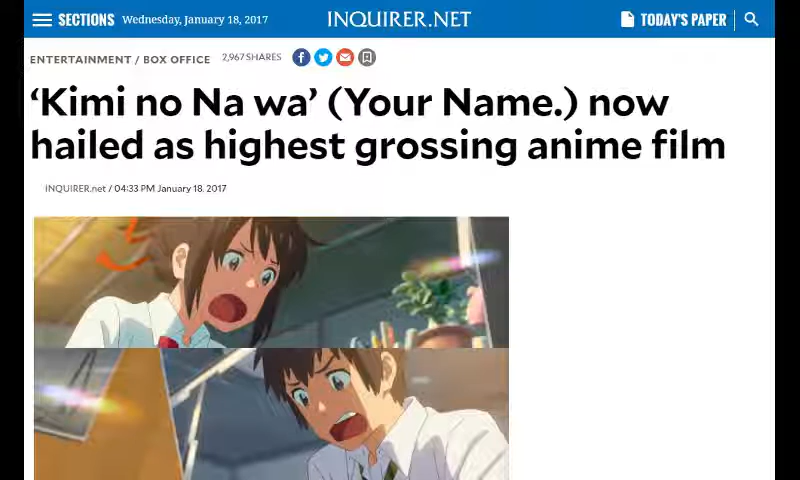 SECTIONS Wednesday, January 18, 2017 INQUIRER.NET TODAY'S PAPER
ENTERTAINMENT / BOX OFFICE 2,967 SHARES
‘Kimi no Na wa’ (Your Name.) now
hailed as highest grossing anime film
INQUIRER.net / 04:33 PM January 18, 2017